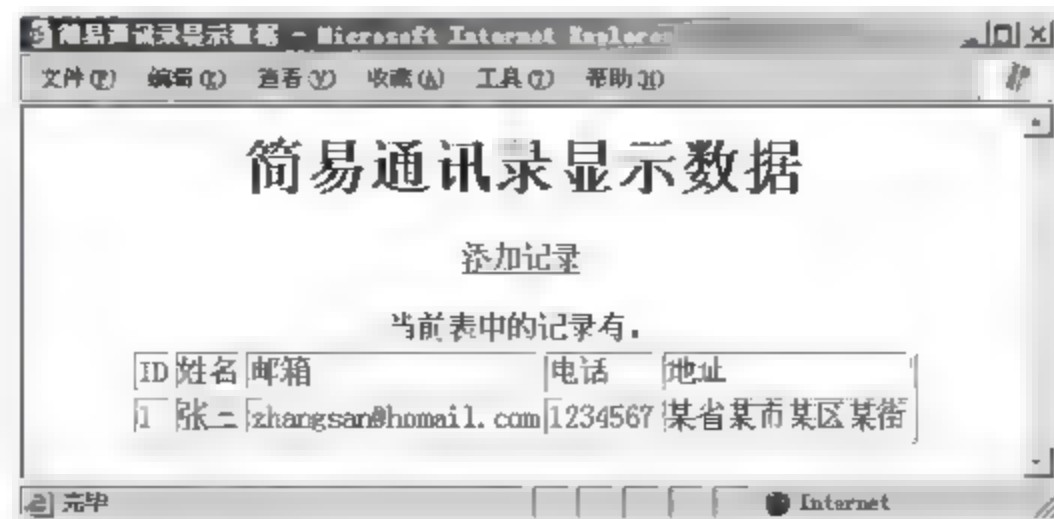 简易通讯录显示数据 - Microsoft Internet Explorer
文件(F) 编辑(E) 查看(V) 收藏(A) 工具(T) 帮助(H)
简易通讯录显示数据
添加记录
当前表中的记录有.
ID 姓名 邮箱 电话 地址
1 张三 zhangsan@homail.com 1234567 某省某市某区某街
完毕 Internet